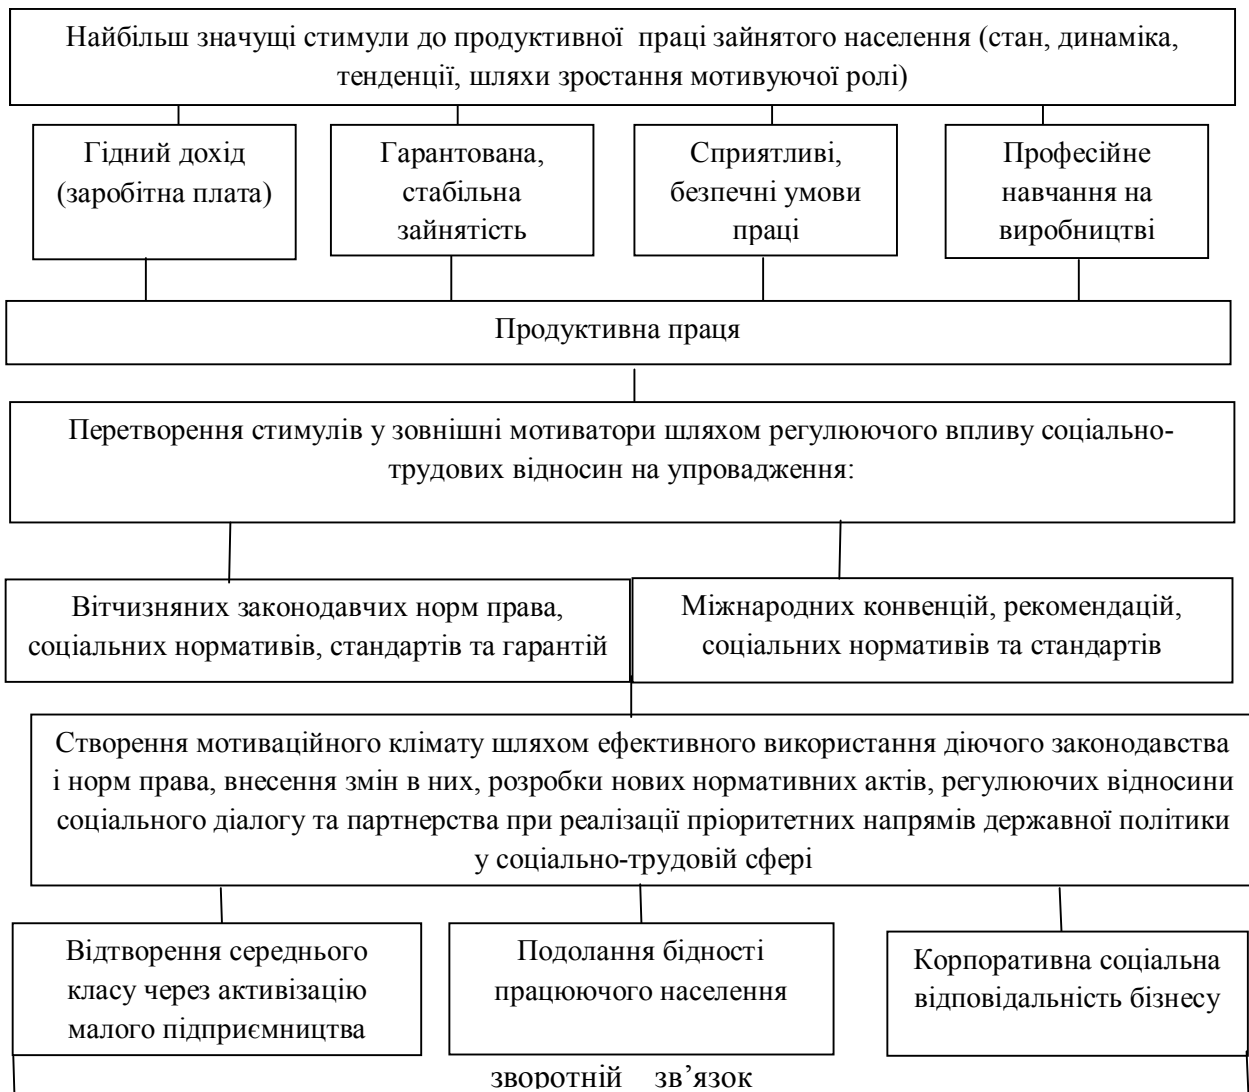 Найбільш значущі стимули до продуктивної праці зайнятого населення (стан, динаміка,
тенденції, шляхи зростання мотивуючої ролі)
Гідний дохід
(заробітна плата)
Гарантована,
стабільна
зайнятість
Сприятливі,
безпечні умови
праці
Професійне
навчання на
виробництві
Продуктивна праця
Перетворення стимулів у зовнішні мотиватори шляхом регулюючого впливу соціально-
трудових відносин на упровадження:
Вітчизняних законодавчих норм права,
соціальних нормативів, стандартів та гарантій
Міжнародних конвенцій, рекомендацій,
соціальних нормативів та стандартів
Створення мотиваційного клімату шляхом ефективного використання діючого законодавства
і норм права, внесення змін в них, розробки нових нормативних актів, регулюючих відносини
соціального діалогу та партнерства при реалізації пріоритетних напрямів державної політики
у соціально-трудовій сфері
Відтворення середнього
класу через активізацію
малого підприємництва
Подолання бідності
працюючого населення
Корпоративна соціальна
відповідальність бізнесу
зворотній зв’язок